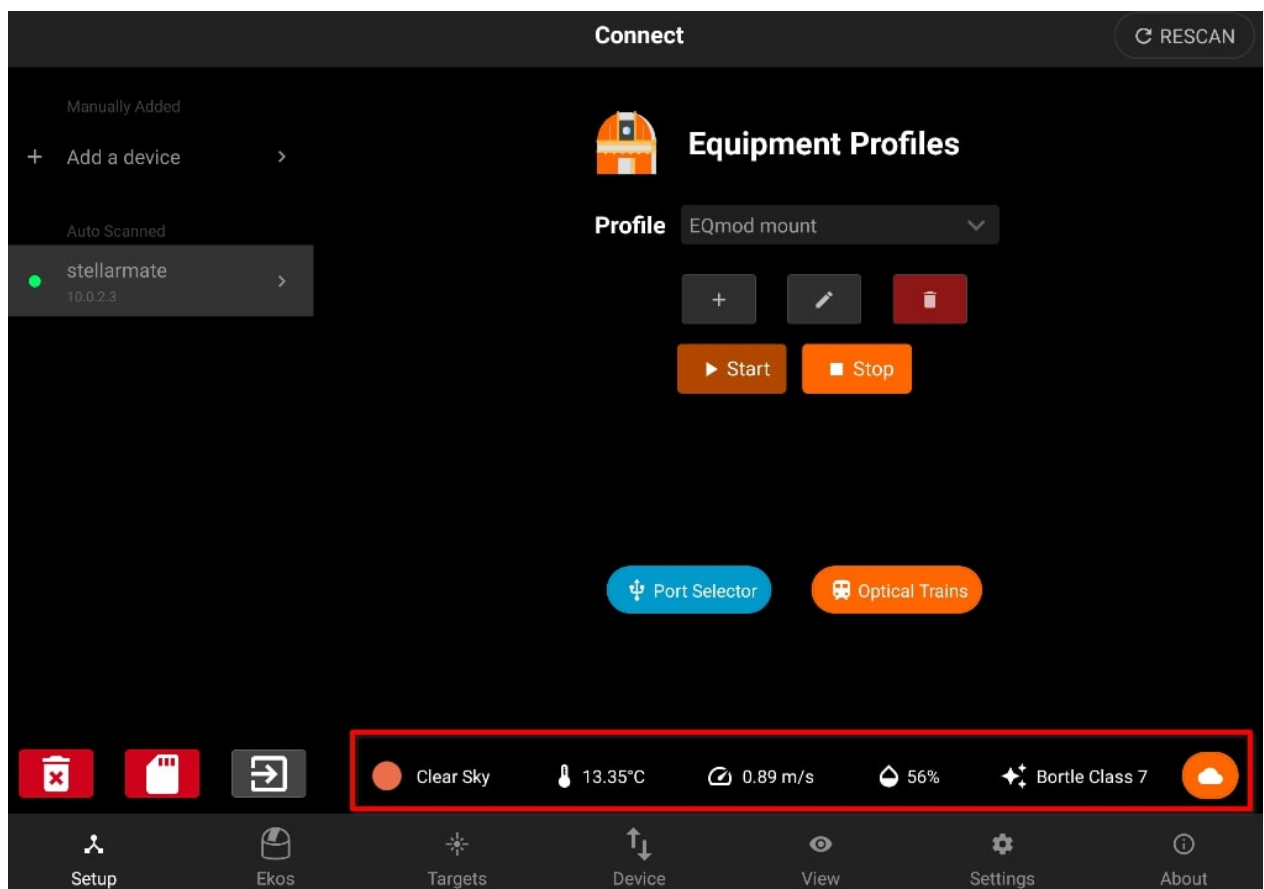 Connect
RESCAN
Manually Added
Add a device
Auto Scanned
stellarmate
10.0.2.3
Equipment Profiles
Profile EQmod mount
Start Stop
Port Selector Optical Trains
Clear Sky 13.35°C 0.89 m/s 56% Bortle Class 7
Setup Ekos Targets Device View Settings About